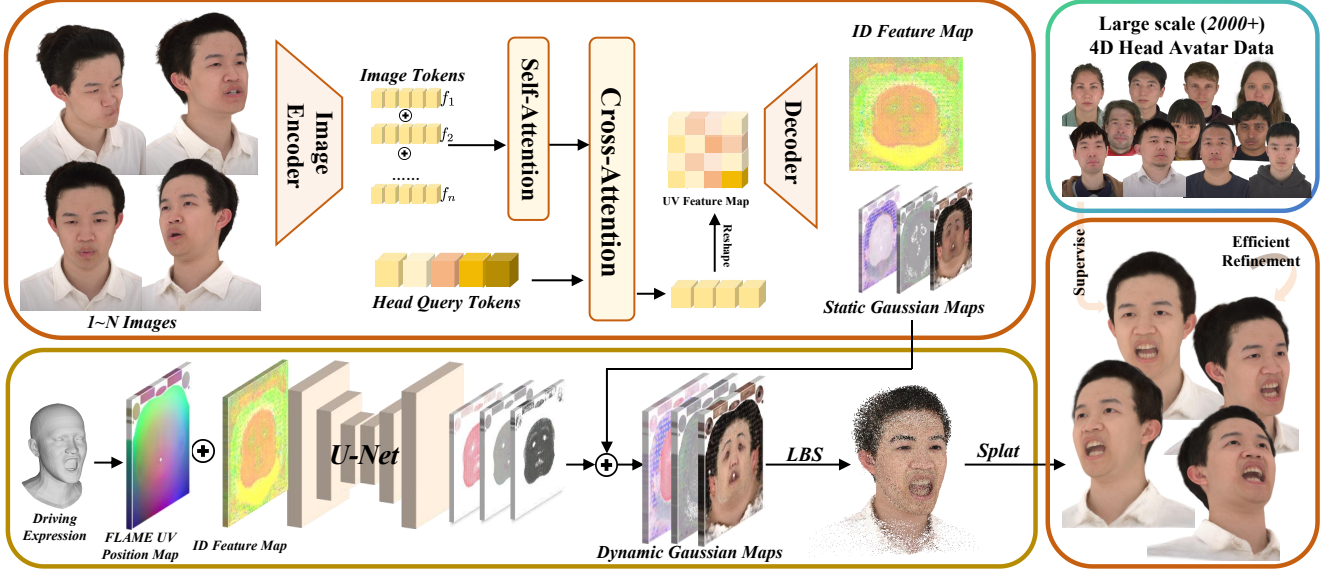 1~N Images
Image
Encoder
Image Tokens
f1
f2
......
fn
Head Query Tokens
Self-Attention
Cross-Attention
UV Feature Map
Reshape
Decoder
ID Feature Map
Static Gaussian Maps
Large scale (2000+)
4D Head Avatar Data
Supervise
Efficient
Refinement
Driving
Expression
FLAME UV
Position Map
ID Feature Map
U-Net
Dynamic Gaussian Maps
LBS
Splat